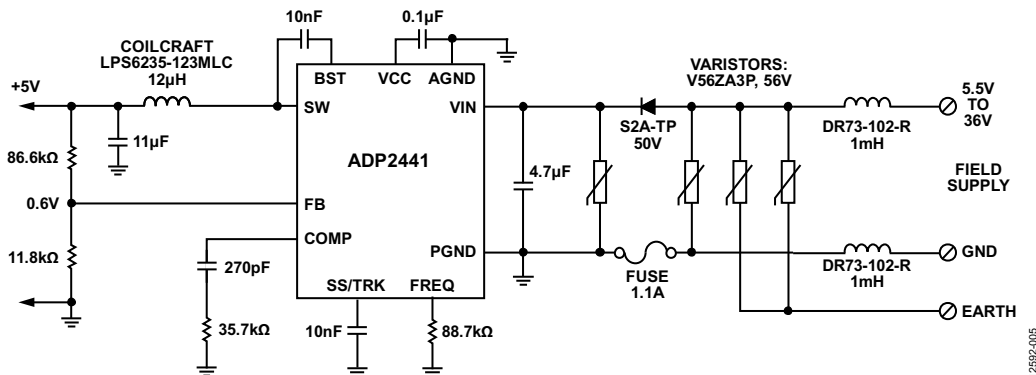 10nF
0.1µF
COILCRAFT
LPS6235-123MLC
12µH
BST
VCC
AGND
VARISTORS:
V56ZA3P, 56V
+5V
SW
VIN
5.5V
TO
36V
S2A-TP
50V
DR73-102-R
1mH
11µF
86.6kΩ
ADP2441
4.7µF
FIELD
SUPPLY
0.6V
FB
COMP
PGND
GND
11.8kΩ
270pF
FUSE
1.1A
DR73-102-R
1mH
SS/TRK
FREQ
EARTH
35.7kΩ
10nF
88.7kΩ
2592-005